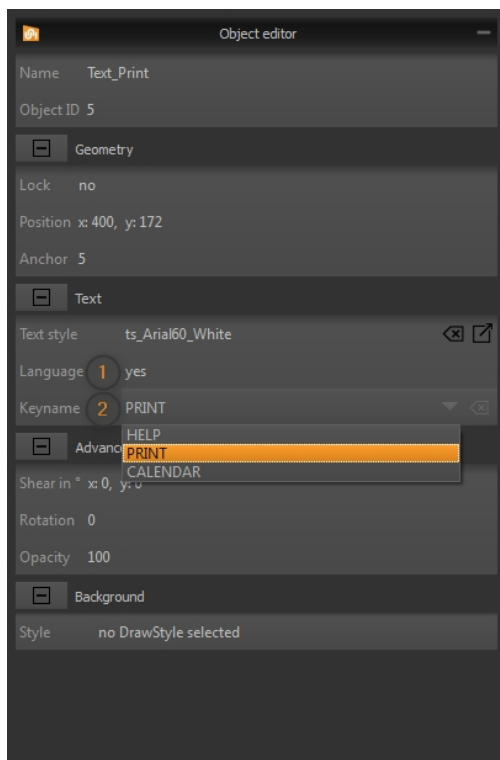 Object editor
Name Text_Print
Object ID 5
Geometry
Lock no
Position x: 400, y: 172
Anchor 5
Text
Text style ts_Arial60_White
Language 1 yes
Keyname 2 PRINT
HELP
Advanc
PRINT
CALENDAR
Shear in ° x: 0, y: 0
Rotation 0
Opacity 100
Background
Style no DrawStyle selected